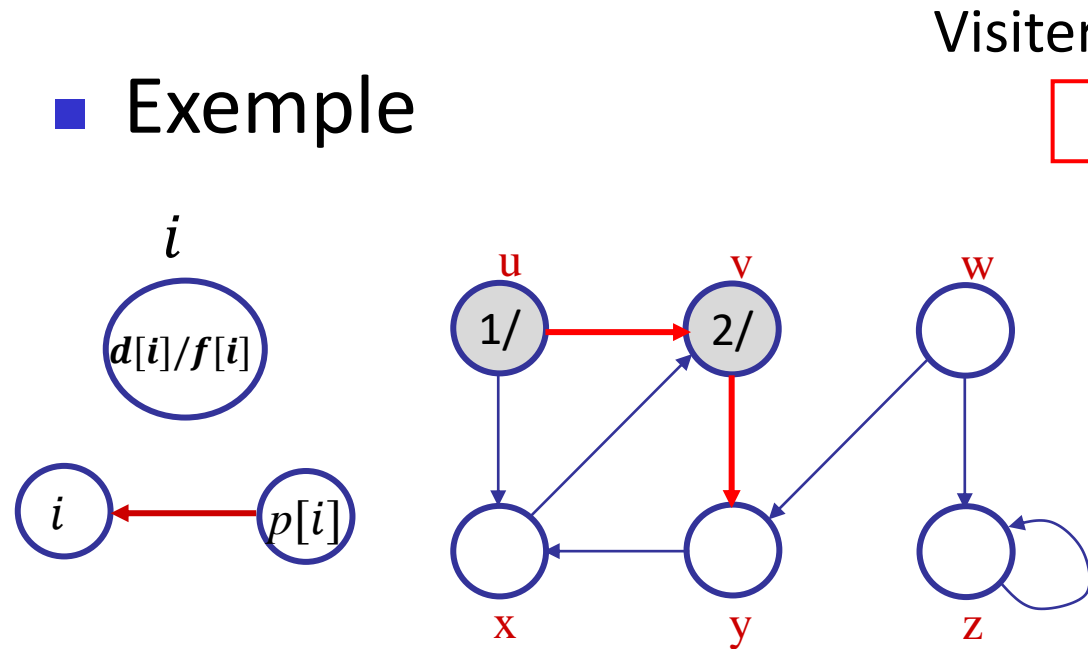 Visiter
Exemple
i
u v w
d[i]/f[i]
1/ 2/
i p[i]
x y z